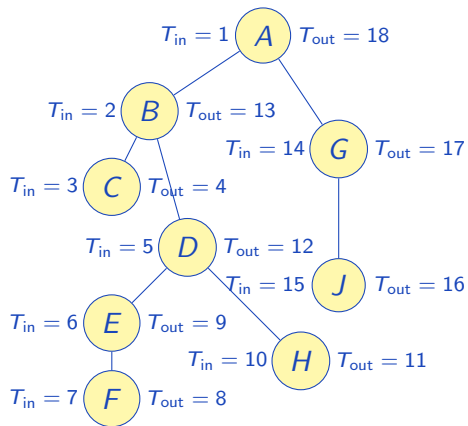 T_in = 1 A T_out = 18
T_in = 2 B T_out = 13
T_in = 14 G T_out = 17
T_in = 3 C T_out = 4
T_in = 5 D T_out = 12
T_in = 15 J T_out = 16
T_in = 6 E T_out = 9
T_in = 10 H T_out = 11
T_in = 7 F T_out = 8